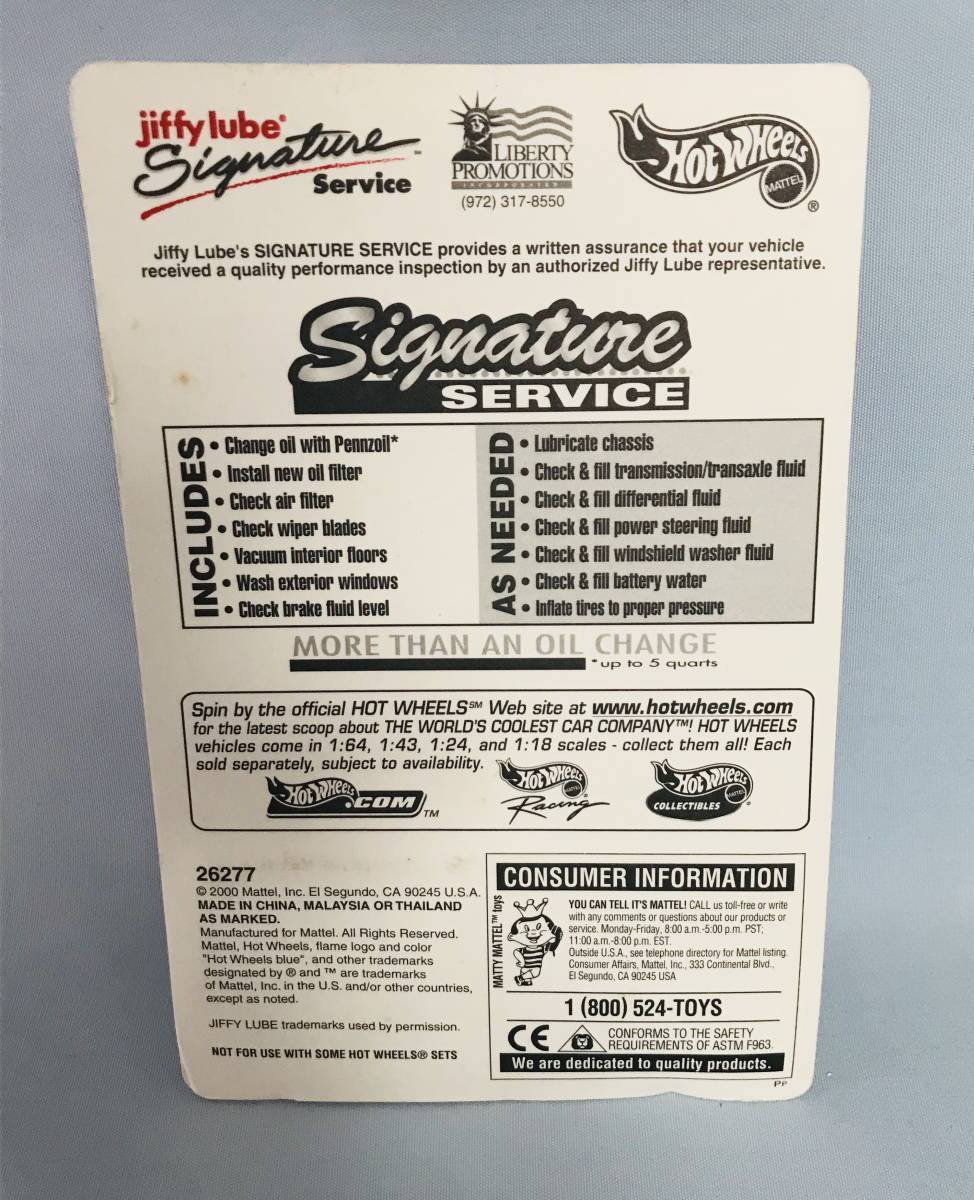 jiffy lube®
Signature™
Service
LIBERTY
PROMOTIONS
INCORPORATED
(972) 317-8550
HOT WHEELS
MATTEL
®
Jiffy Lube's SIGNATURE SERVICE provides a written assurance that your vehicle
received a quality performance inspection by an authorized Jiffy Lube representative.
Signature
SERVICE
INCLUDES
• Change oil with Pennzoil*
• Install new oil filter
• Check air filter
• Check wiper blades
• Vacuum interior floors
• Wash exterior windows
• Check brake fluid level
AS NEEDED
• Lubricate chassis
• Check & fill transmission/transaxle fluid
• Check & fill differential fluid
• Check & fill power steering fluid
• Check & fill windshield washer fluid
• Check & fill battery water
• Inflate tires to proper pressure
MORE THAN AN OIL CHANGE
*up to 5 quarts
Spin by the official HOT WHEELS℠ Web site at www.hotwheels.com
for the latest scoop about THE WORLD'S COOLEST CAR COMPANY™! HOT WHEELS
vehicles come in 1:64, 1:43, 1:24, and 1:18 scales - collect them all! Each
sold separately, subject to availability.
HOT WHEELS
.COM™
HOT WHEELS
MATTEL
®
Racing
HOT WHEELS
MATTEL
®
COLLECTIBLES
26277
© 2000 Mattel, Inc. El Segundo, CA 90245 U.S.A.
MADE IN CHINA, MALAYSIA OR THAILAND
AS MARKED.
Manufactured for Mattel. All Rights Reserved.
Mattel, Hot Wheels, flame logo and color
"Hot Wheels blue", and other trademarks
designated by ® and ™ are trademarks
of Mattel, Inc. in the U.S. and/or other countries,
except as noted.
JIFFY LUBE trademarks used by permission.
NOT FOR USE WITH SOME HOT WHEELS® SETS
CONSUMER INFORMATION
MATTY MATTEL™ toys
YOU CAN TELL IT'S MATTEL! CALL us toll-free or write
with any comments or questions about our products or
service. Monday-Friday, 8:00 a.m.-5:00 p.m. PST;
11:00 a.m.-8:00 p.m. EST.
Outside U.S.A., see telephone directory for Mattel listing.
Consumer Affairs, Mattel, Inc., 333 Continental Blvd.,
El Segundo, CA 90245 USA
1 (800) 524-TOYS
CE
CONFORMS TO THE SAFETY
REQUIREMENTS OF ASTM F963.
We are dedicated to quality products.
PP